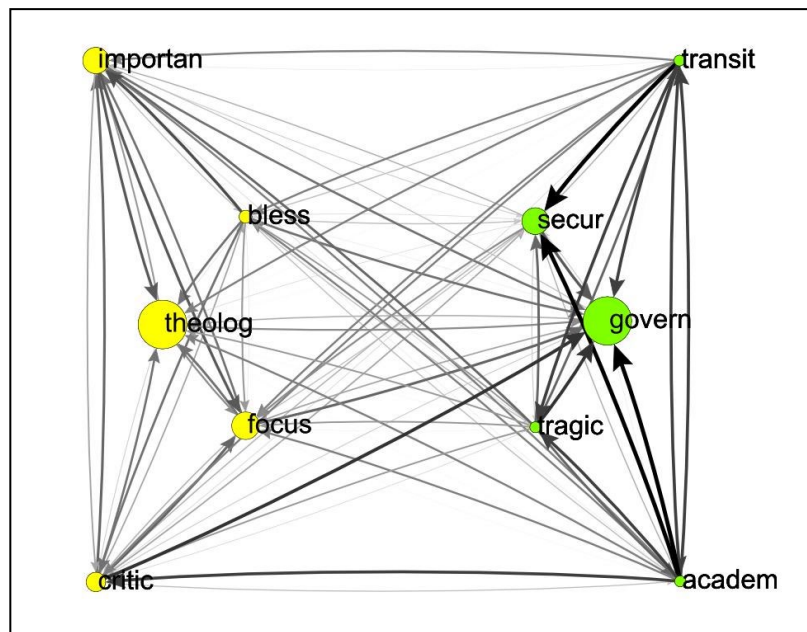 importan transit
bless secur
theolog govern
focus tragic
critic academ